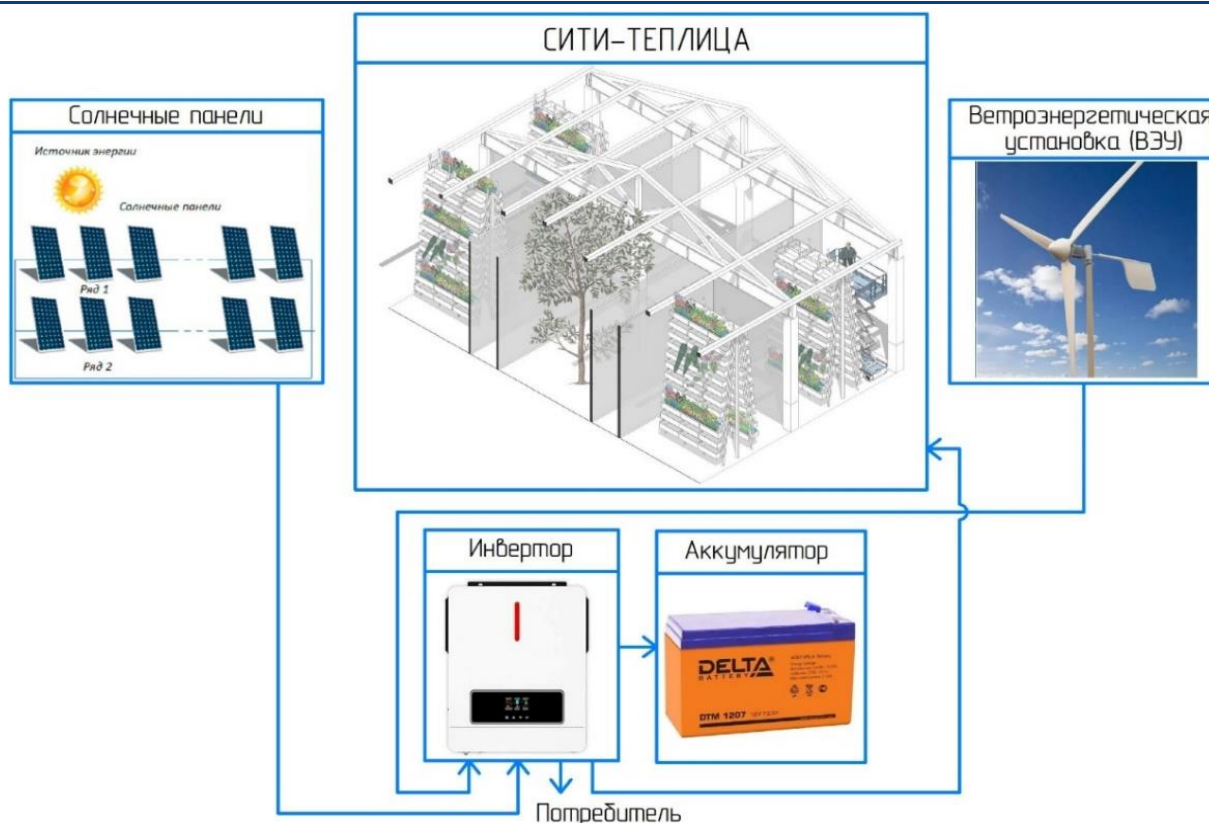 СИТИ-ТЕПЛИЦА
Солнечные панели
Источник энергии
Солнечные панели
Ряд 1
Ряд 2
Ветроэнергетическая
установка (ВЭУ)
Инвертор
Аккумулятор
DELTA
BATTERY
DTM 1207
Потребитель